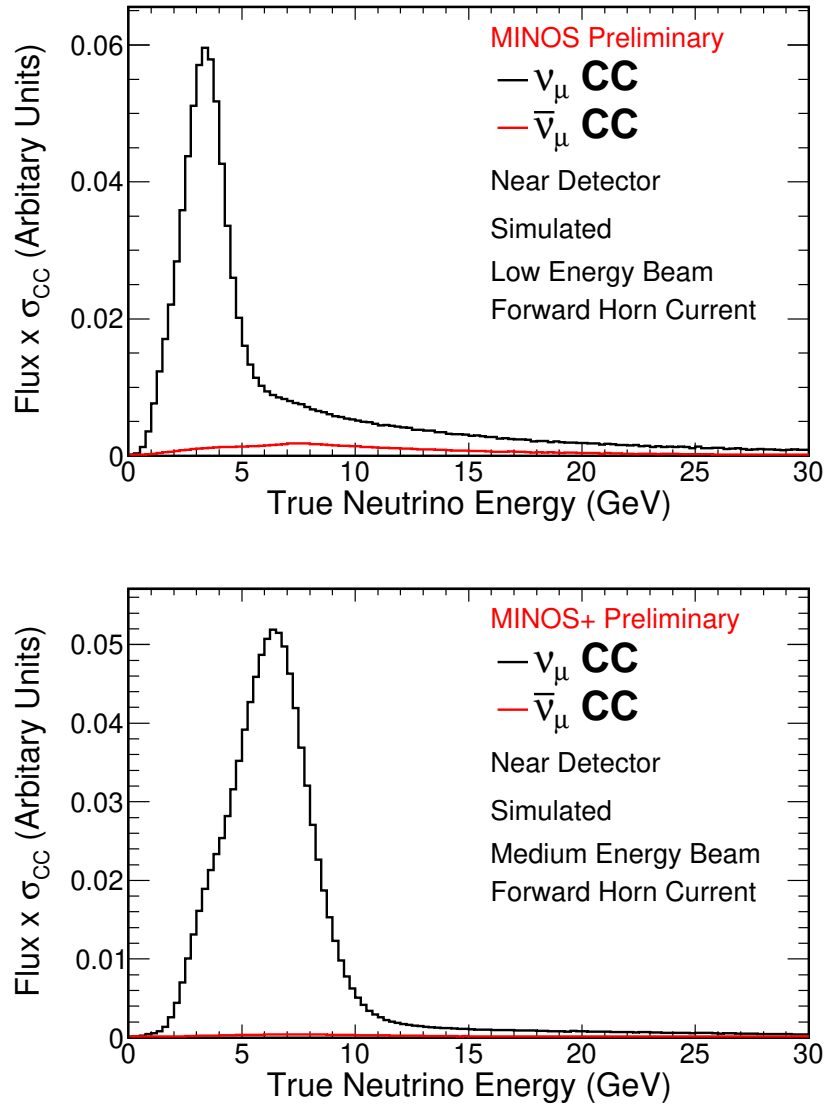 MINOS Preliminary
νμ CC
ν̄μ CC
Near Detector
Simulated
Low Energy Beam
Forward Horn Current
Flux x σCC (Arbitary Units)
0.06
0.04
0.02
0
0 5 10 15 20 25 30
True Neutrino Energy (GeV)
MINOS+ Preliminary
νμ CC
ν̄μ CC
Near Detector
Simulated
Medium Energy Beam
Forward Horn Current
Flux x σCC (Arbitary Units)
0.05
0.04
0.03
0.02
0.01
0
0 5 10 15 20 25 30
True Neutrino Energy (GeV)